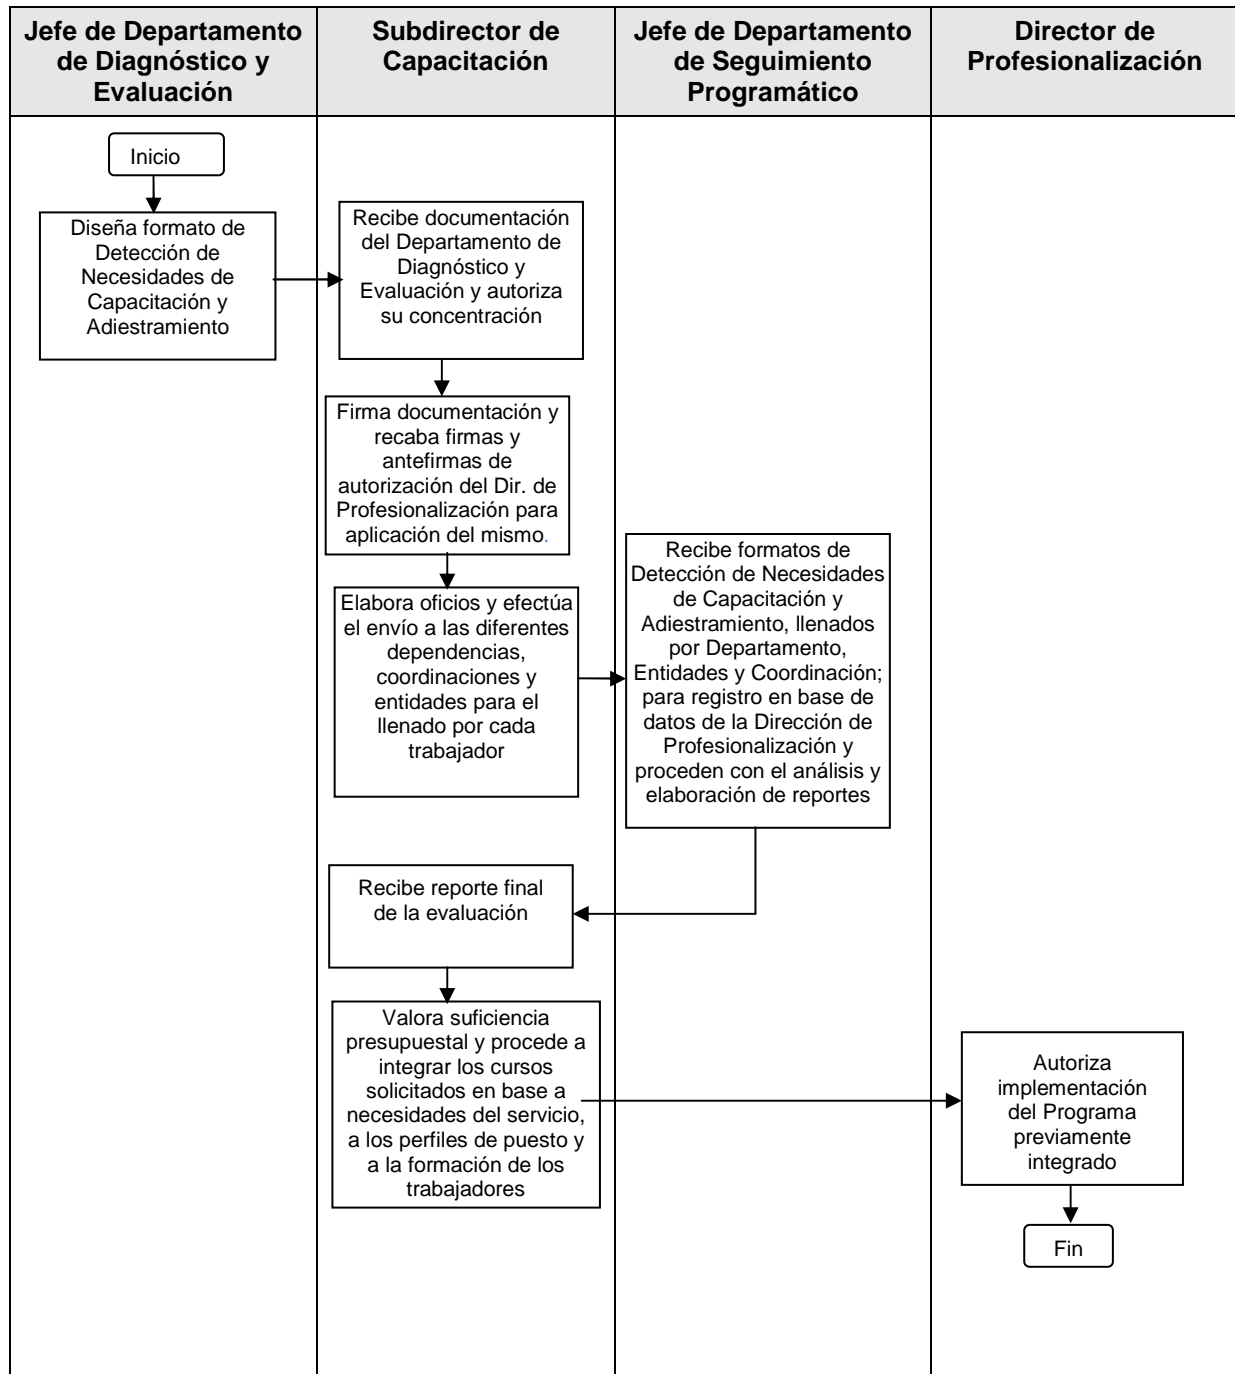 Jefe de Departamento
de Diagnóstico y
Evaluación
Subdirector de
Capacitación
Jefe de Departamento
de Seguimiento
Programático
Director de
Profesionalización
Inicio
Diseña formato de
Detección de
Necesidades de
Capacitación y
Adiestramiento
Recibe documentación
del Departamento de
Diagnóstico y
Evaluación y autoriza
su concentración
Firma documentación y
recaba firmas y
antefirmas de
autorización del Dir. de
Profesionalización para
aplicación del mismo.
Elabora oficios y efectúa
el envío a las diferentes
dependencias,
coordinaciones y
entidades para el
llenado por cada
trabajador
Recibe formatos de
Detección de Necesidades
de Capacitación y
Adiestramiento, llenados
por Departamento,
Entidades y Coordinación;
para registro en base de
datos de la Dirección de
Profesionalización y
proceden con el análisis y
elaboración de reportes
Recibe reporte final
de la evaluación
Valora suficiencia
presupuestal y procede a
integrar los cursos
solicitados en base a
necesidades del servicio,
a los perfiles de puesto y
a la formación de los
trabajadores
Autoriza
implementación
del Programa
previamente
integrado
Fin